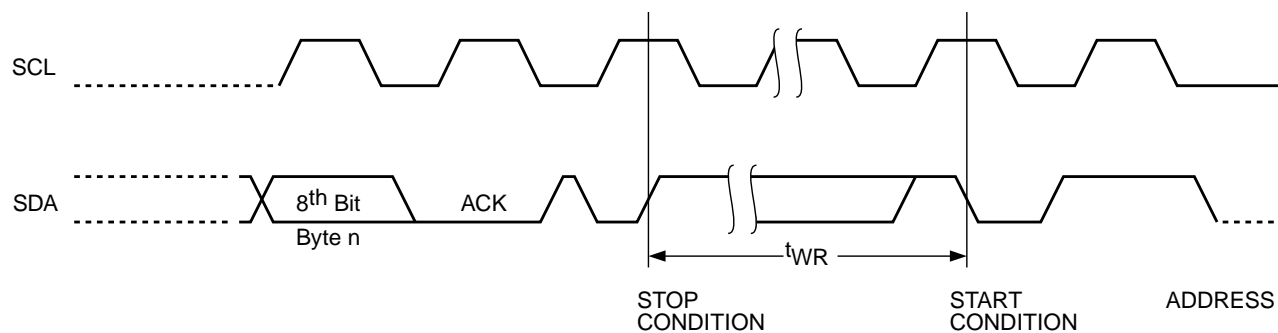 SCL
SDA
8th Bit
ACK
Byte n
tWR
STOP
CONDITION
START
CONDITION
ADDRESS